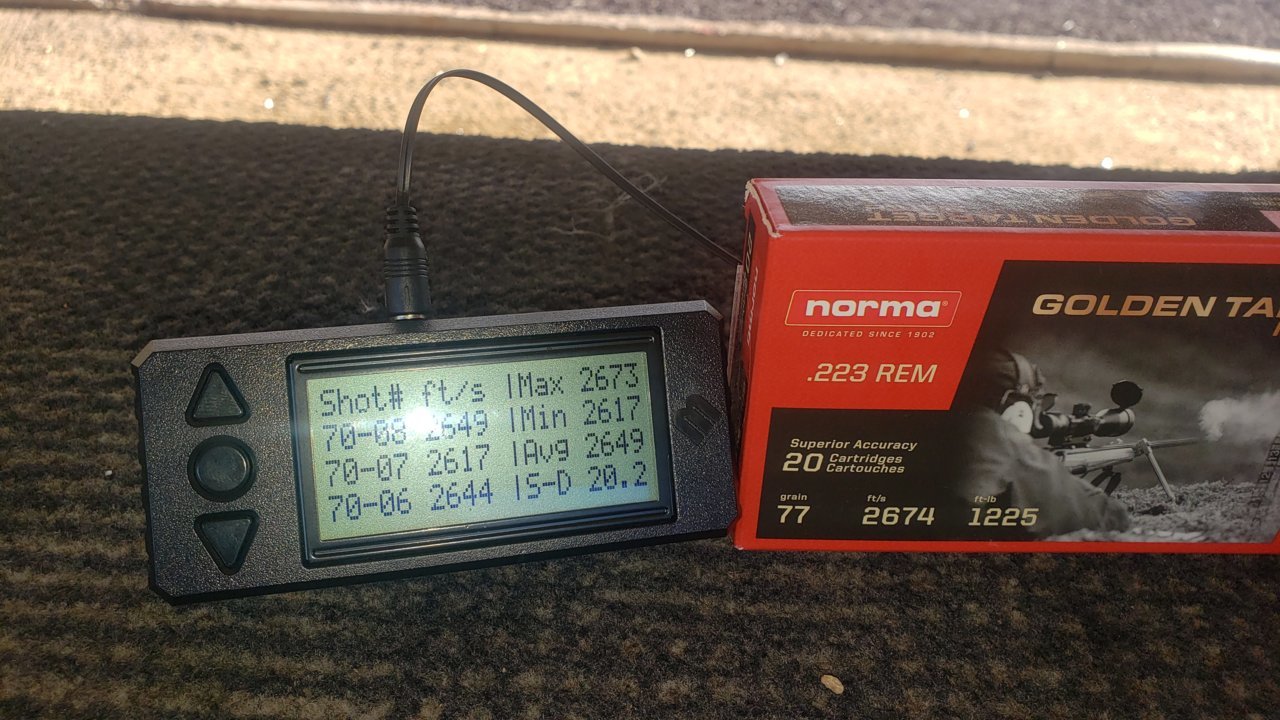 Shot# ft/s |Max 2673
70-08 2649 |Min 2617
70-07 2617 |Avg 2649
70-06 2644 |S-D 20.2
GOLDEN TARGET
norma®
DEDICATED SINCE 1902
GOLDEN TA
.223 REM
Superior Accuracy
20 Cartridges
Cartouches
grain ft/s ft-lb
77 2674 1225